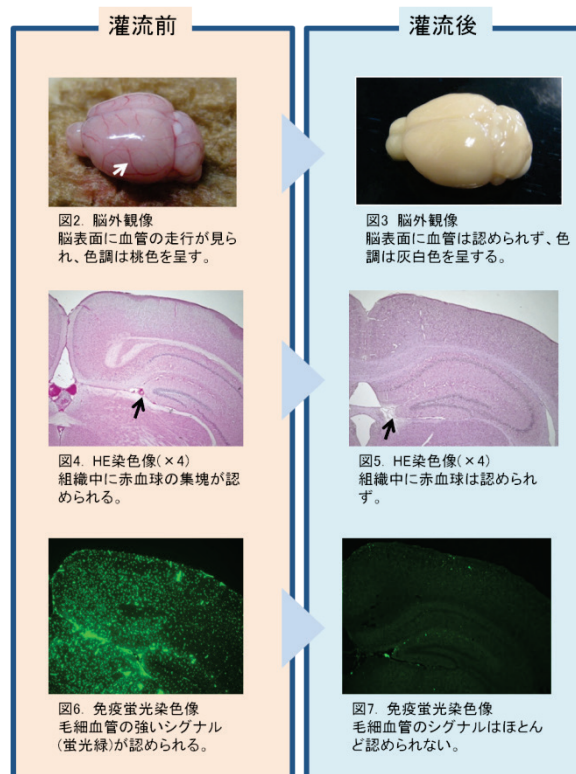 灌流前
灌流後
図2. 脳外観像
脳表面に血管の走行が見ら
れ、色調は桃色を呈す。
図3 脳外観像
脳表面に血管は認められず、色
調は灰白色を呈する。
図4. HE染色像(×4)
組織中に赤血球の集塊が認
められる。
図5. HE染色像(×4)
組織中に赤血球は認められ
ず。
図6. 免疫蛍光染色像
毛細血管の強いシグナル
(蛍光緑)が認められる。
図7. 免疫蛍光染色像
毛細血管のシグナルはほとん
ど認められない。